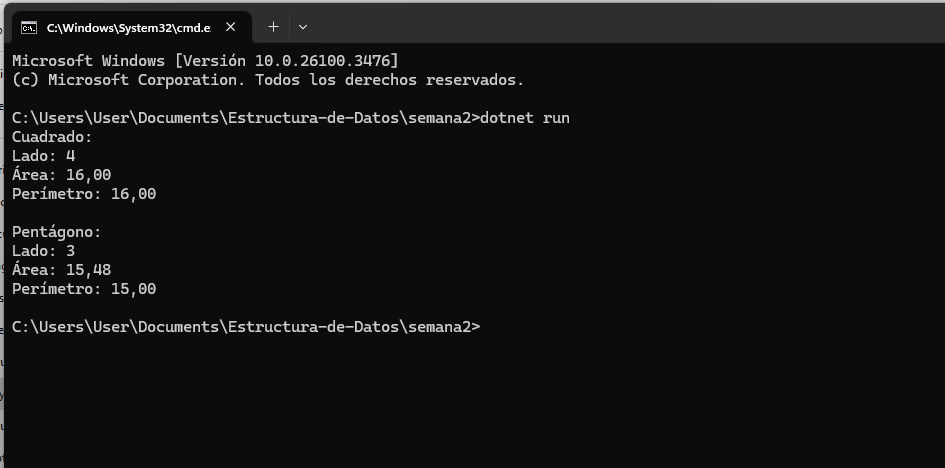 C:\Windows\System32\cmd.e
Microsoft Windows [Versión 10.0.26100.3476]
(c) Microsoft Corporation. Todos los derechos reservados.
C:\Users\User\Documents\Estructura-de-Datos\semana2>dotnet run
Cuadrado:
Lado: 4
Área: 16,00
Perímetro: 16,00
Pentágono:
Lado: 3
Área: 15,48
Perímetro: 15,00
C:\Users\User\Documents\Estructura-de-Datos\semana2>